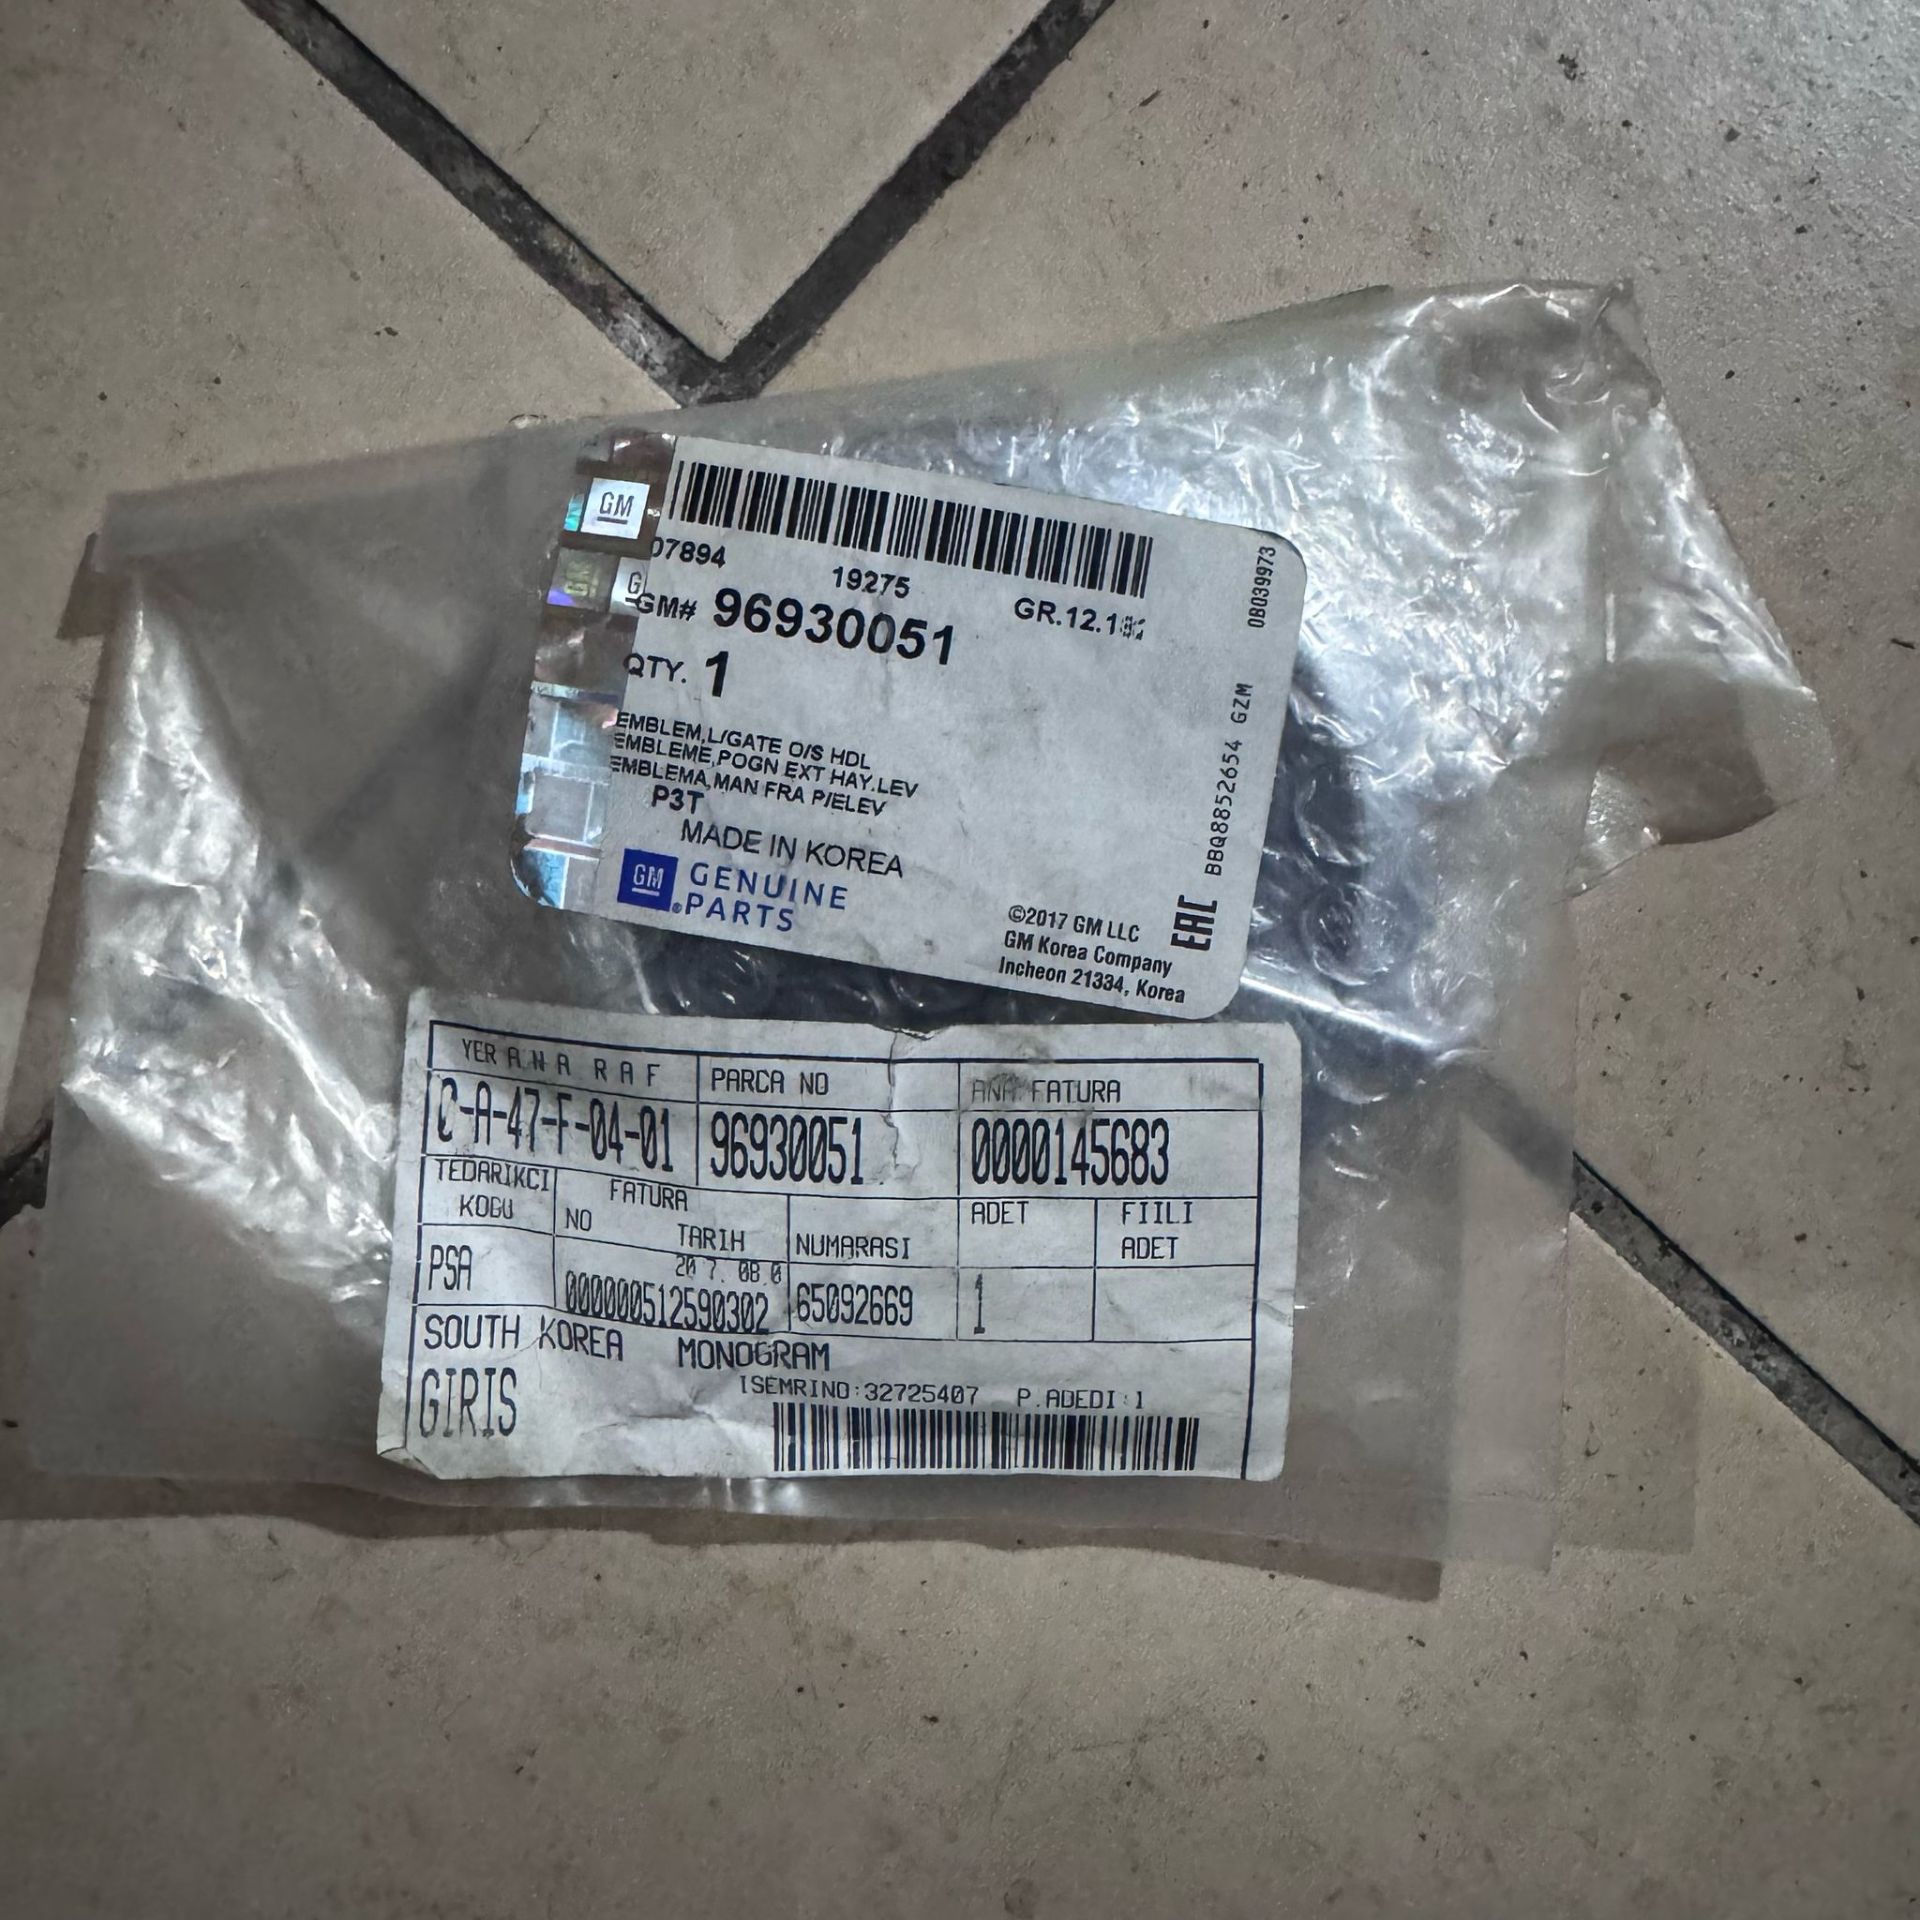 GM
07894
19275
GR.12.1
GM# 96930051
QTY. 1
EMBLEM,L/GATE O/S HDL
EMBLEME,POGN EXT HAY.LEV
EMBLEMA,MAN FRA P/ELEV
P3T
MADE IN KOREA
GM GENUINE
PARTS
©2017 GM LLC
GM Korea Company
Incheon 21334, Korea
EAC
BBQ8852654 GZM
0B039973
YER ANA RAF
PARCA NO
ANA FATURA
C-A-47-F-04-01
96930051
0000145683
TEDARIKCI
KODU
FATURA
NO
TARIH
NUMARASI
ADET
FIILI
ADET
PSA
000000512590302
65092669
1
SOUTH KOREA MONOGRAM
GIRIS
ISEMRINO:32725407 P.ADEDI:1